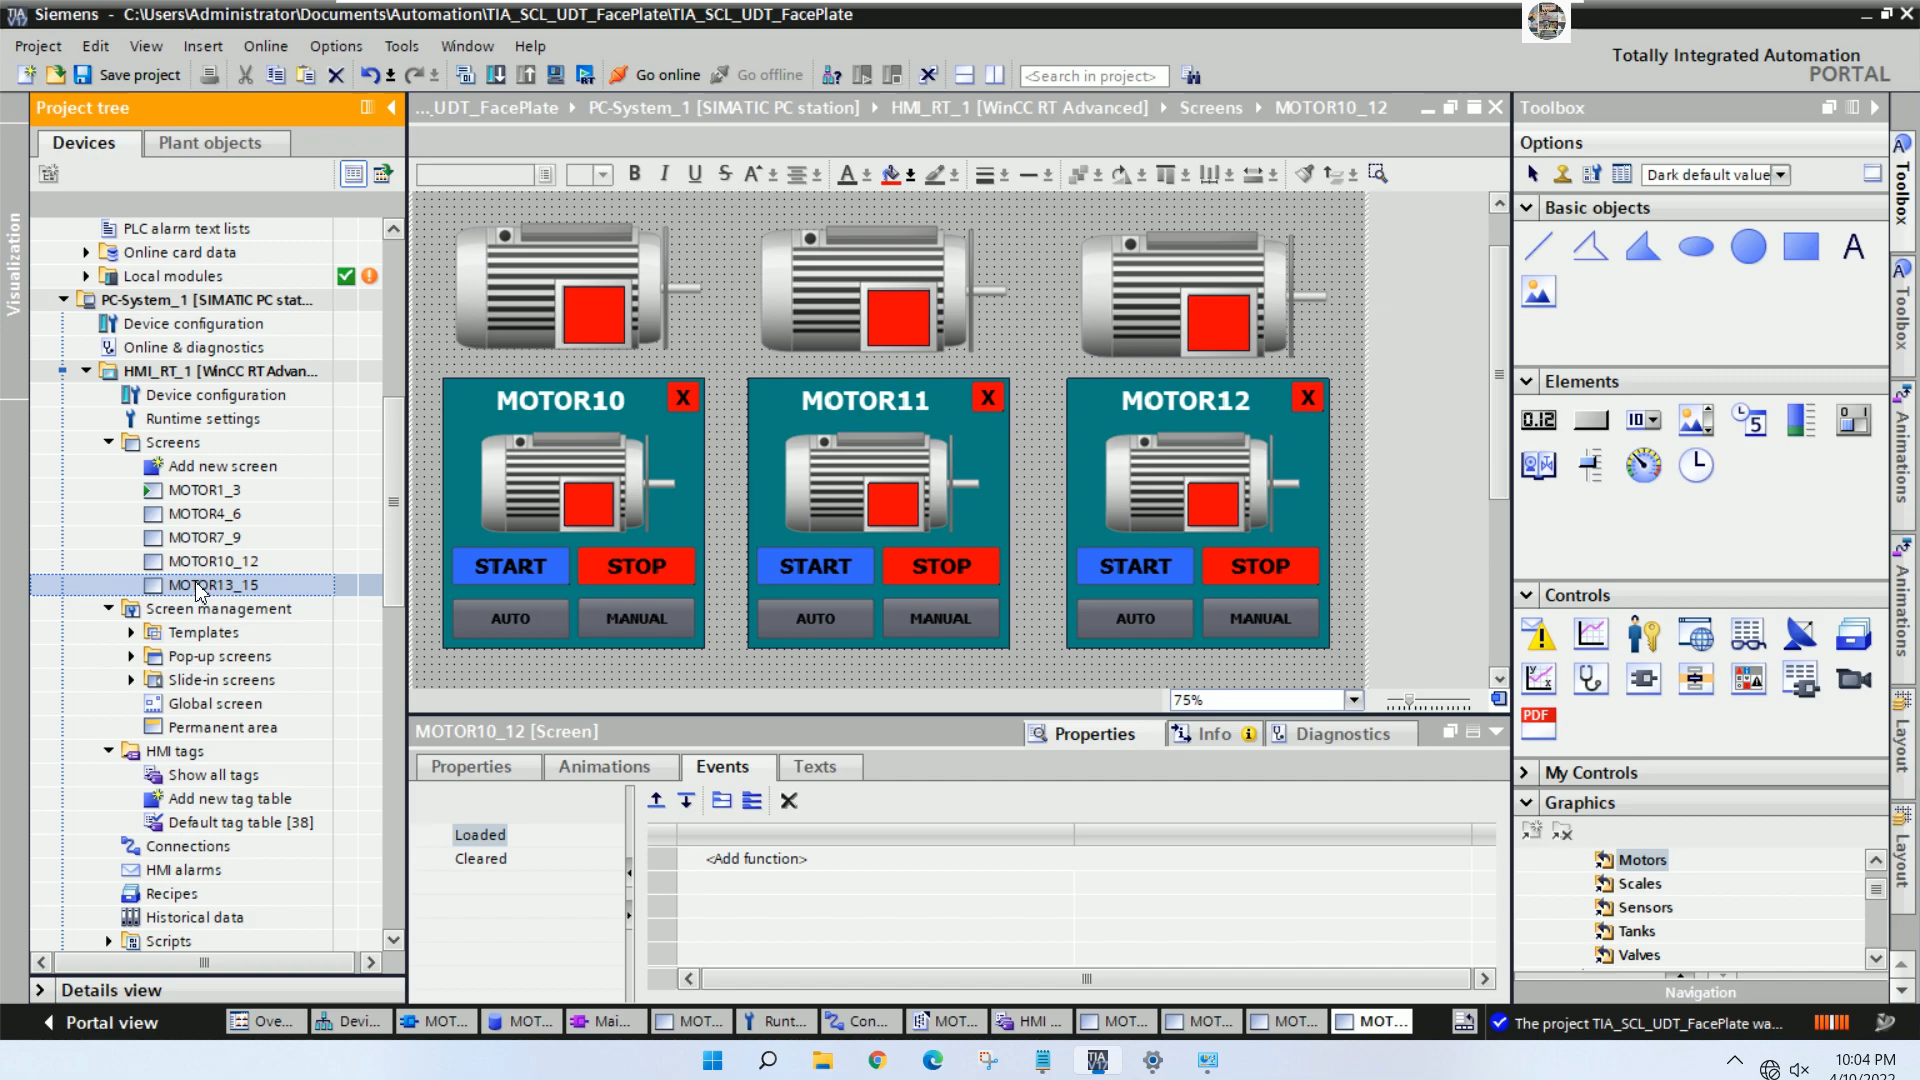 Siemens - C:\Users\Administrator\Documents\Automation\TIA_SCL_UDT_FacePlate\TIA_SCL_UDT_FacePlate
Project Edit View Insert Online Options Tools Window Help
Totally Integrated Automation
PORTAL
Save project
Go online
Go offline
<Search in project>
Project tree
..._UDT_FacePlate PC-System_1 [SIMATIC PC station] HMI_RT_1 [WinCC RT Advanced] Screens MOTOR10_12
Toolbox
Devices
Plant objects
Options
Dark default value
Visualization
PLC alarm text lists
Online card data
Local modules
PC-System_1 [SIMATIC PC stat...
Device configuration
Online & diagnostics
HMI_RT_1 [WinCC RT Advan...
Device configuration
Runtime settings
Screens
Add new screen
MOTOR1_3
MOTOR4_6
MOTOR7_9
MOTOR10_12
MOTOR13_15
Screen management
Templates
Pop-up screens
Slide-in screens
Global screen
Permanent area
HMI tags
Show all tags
Add new tag table
Default tag table [38]
Connections
HMI alarms
Recipes
Historical data
Scripts
Details view
B I U S A A
MOTOR10 X
START STOP
AUTO MANUAL
MOTOR11 X
START STOP
AUTO MANUAL
MOTOR12 X
START STOP
AUTO MANUAL
75%
MOTOR10_12 [Screen]
Properties Info Diagnostics
Properties Animations Events Texts
Loaded
Cleared
<Add function>
Basic objects
A
Elements
0.12
10
5
0 1
Controls
PDF
My Controls
Graphics
Motors
Scales
Sensors
Tanks
Valves
Navigation
Toolbox
Toolbox
Animations
Animations
Layout
Layout
Portal view
Ove...
Devi...
MOT...
MOT...
Mai...
MOT...
Runt...
Con...
MOT...
HMI ...
MOT...
MOT...
MOT...
MOT...
The project TIA_SCL_UDT_FacePlate wa...
10:04 PM
4/10/2022